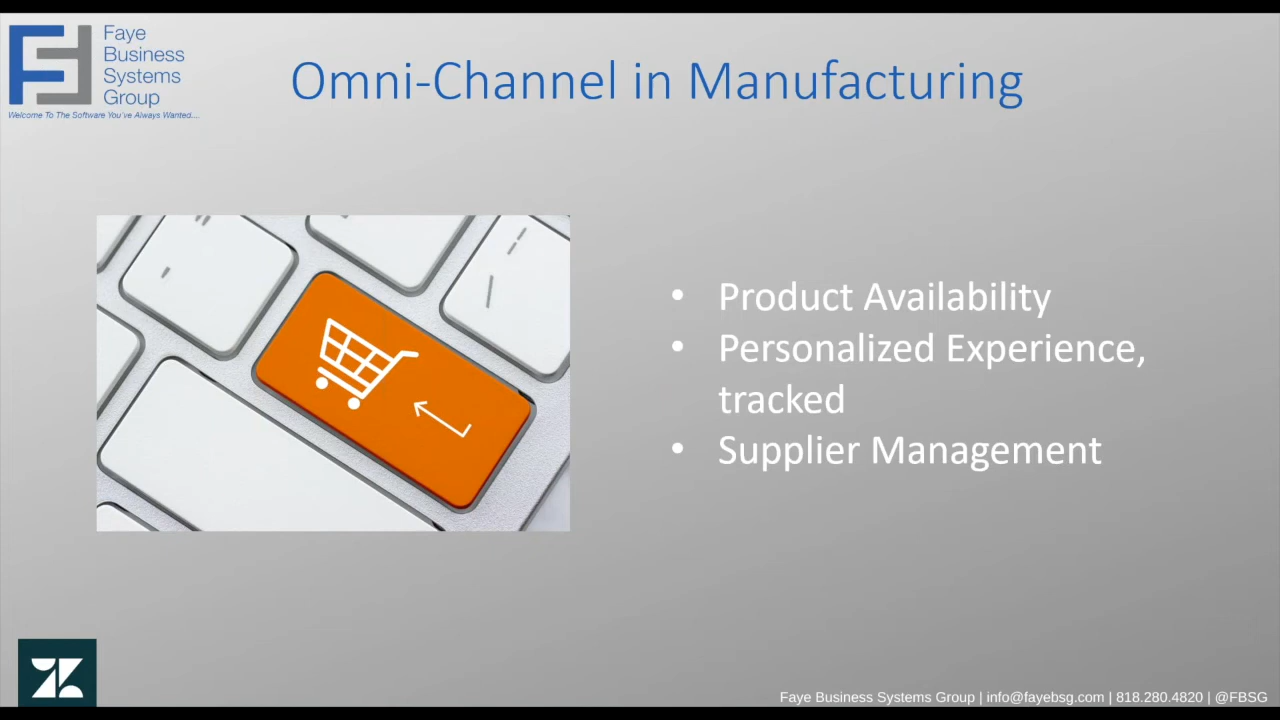 Faye
Business
Systems
Group
Welcome To The Software You've Always Wanted....
Omni-Channel in Manufacturing
• Product Availability
• Personalized Experience,
tracked
• Supplier Management
Faye Business Systems Group | info@fayebsg.com | 818.280.4820 | @FBSG